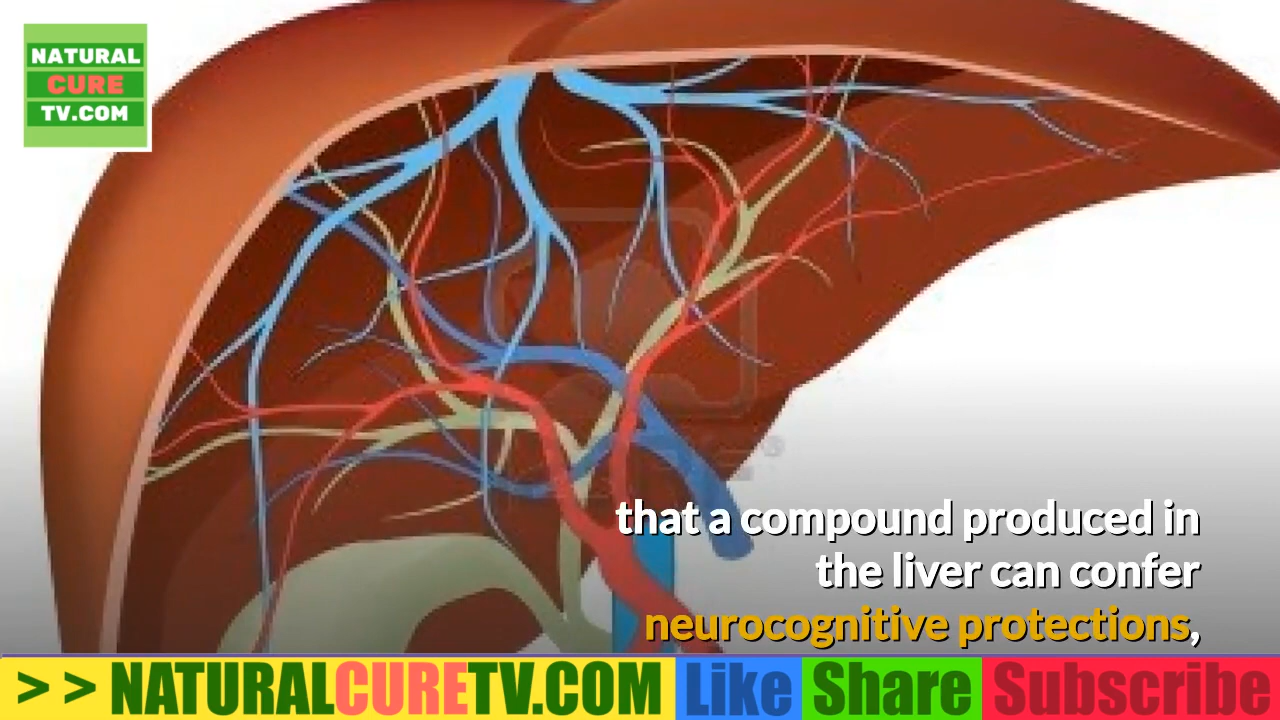 NATURAL
CURE
TV.COM
that a compound produced in
the liver can confer
neurocognitive protections,
>> NATURALCURETV.COM Like Share Subscribe